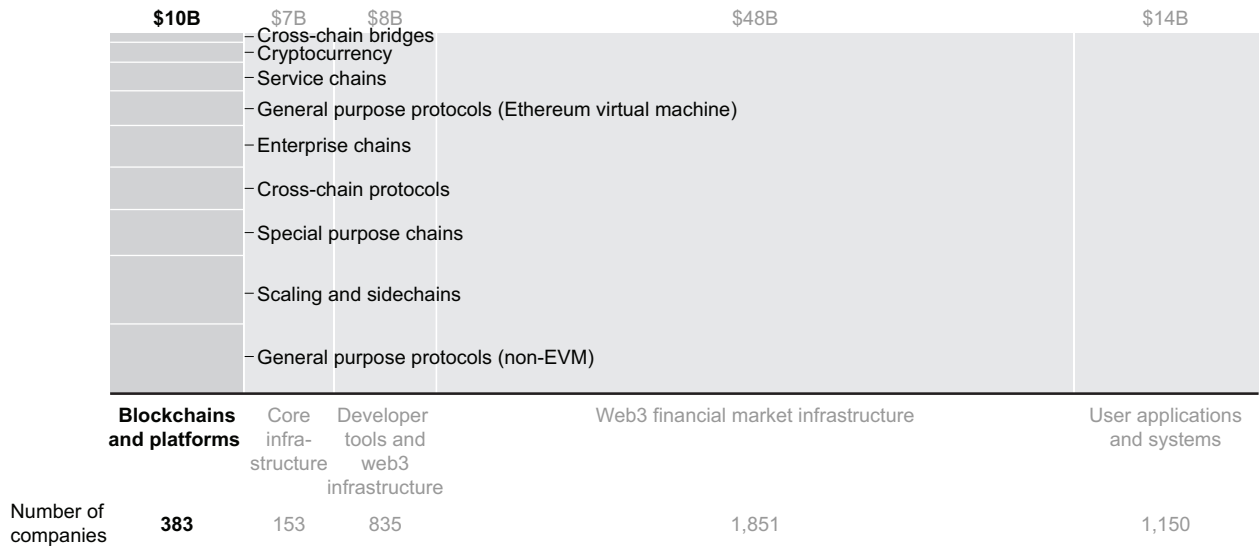 $10B $7B $8B $48B $14B
Cross-chain bridges
Cryptocurrency
Service chains
General purpose protocols (Ethereum virtual machine)
Enterprise chains
Cross-chain protocols
Special purpose chains
Scaling and sidechains
General purpose protocols (non-EVM)
Blockchains
and platforms
Core
infra-
structure
Developer
tools and
web3
infrastructure
Web3 financial market infrastructure
User applications
and systems
Number of
companies
383 153 835 1,851 1,150